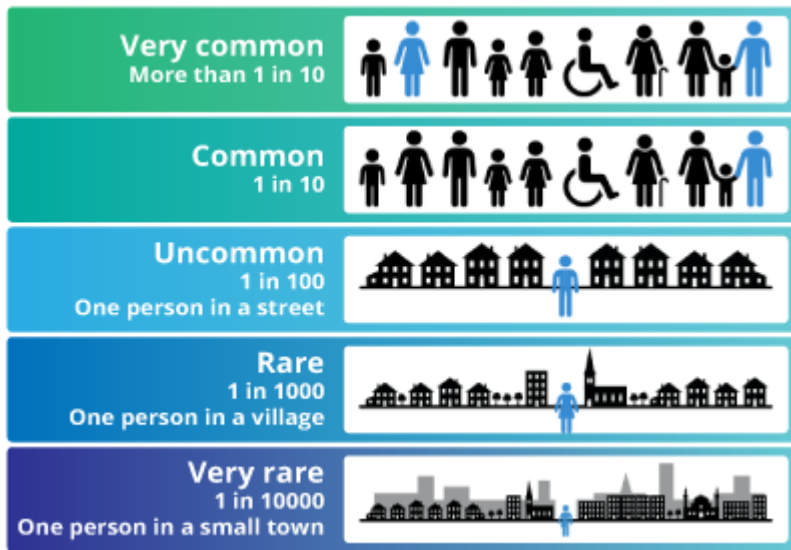 Very common
More than 1 in 10
Common
1 in 10
Uncommon
1 in 100
One person in a street
Rare
1 in 1000
One person in a village
Very rare
1 in 10000
One person in a small town